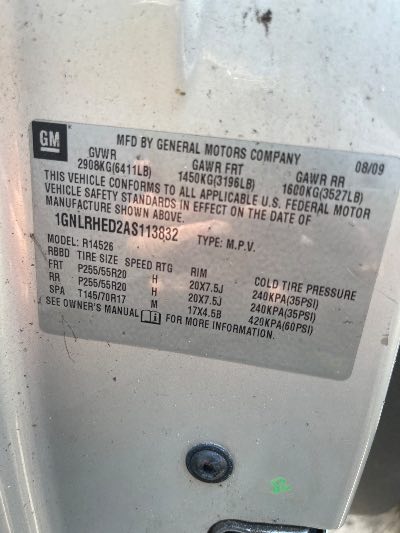 GM
MFD BY GENERAL MOTORS COMPANY 08/09
GVWR GAWR FRT GAWR RR
2908KG(6411LB) 1450KG(3196LB) 1600KG(3527LB)
THIS VEHICLE CONFORMS TO ALL APPLICABLE U.S. FEDERAL MOTOR
VEHICLE SAFETY STANDARDS IN EFFECT ON THE DATE OF
MANUFACTURE SHOWN ABOVE.
1GNLRHED2AS113832 TYPE: M.P.V.
MODEL: R14526
RBBD TIRE SIZE SPEED RTG RIM COLD TIRE PRESSURE
FRT P255/55R20 H 20X7.5J 240KPA(35PSI)
RR P255/55R20 H 20X7.5J 240KPA(35PSI)
SPA T145/70R17 M 17X4.5B 420KPA(60PSI)
SEE OWNER'S MANUAL FOR MORE INFORMATION.